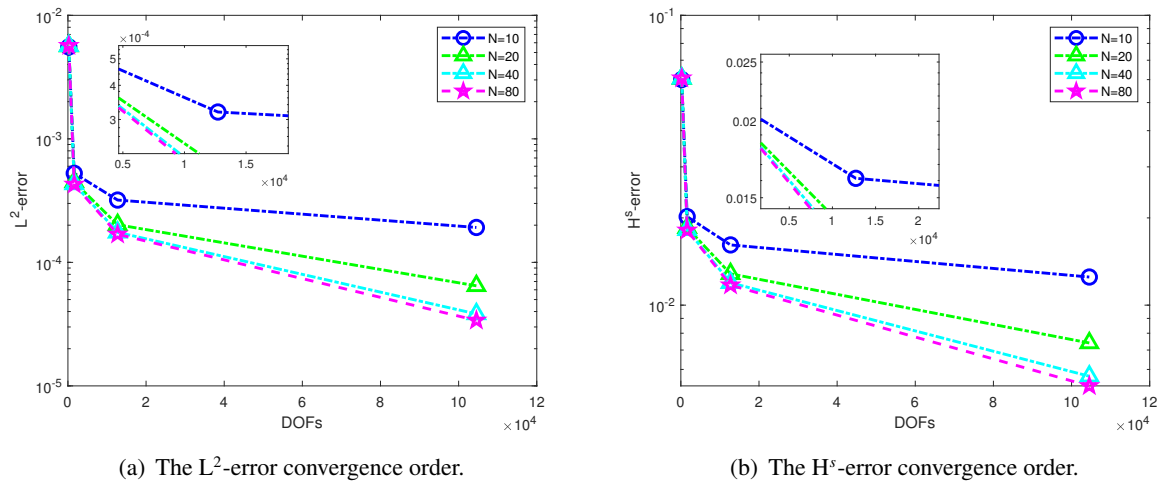 10^-2
10^-3
10^-4
10^-5
L^2-error
0 2 4 6 8 10 12
DOFs
×10^4
×10^-4
5
4
3
0.5 1 1.5
×10^4
N=10
N=20
N=40
N=80
(a) The L^2-error convergence order.
10^-1
10^-2
H^s-error
0 2 4 6 8 10 12
DOFs
×10^4
0.025
0.02
0.015
0.5 1 1.5 2
×10^4
N=10
N=20
N=40
N=80
(b) The H^s-error convergence order.